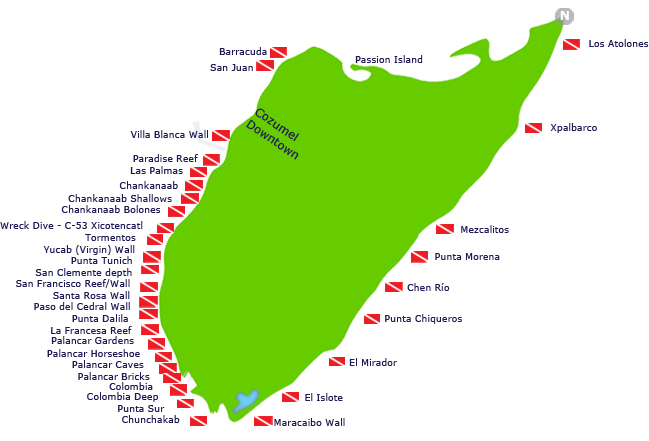 N
Los Atolones
Barracuda
Passion Island
San Juan
Cozumel
Downtown
Xpalbarco
Villa Blanca Wall
Paradise Reef
Las Palmas
Chankanaab
Chankanaab Shallows
Chankanaab Bolones
Wreck Dive - C-53 Xicotencatl
Mezcalitos
Tormentos
Yucab (Virgin) Wall
Punta Morena
Punta Tunich
San Clemente depth
San Francisco Reef/Wall
Chen Río
Santa Rosa Wall
Paso del Cedral Wall
Punta Dalila
Punta Chiqueros
La Francesa Reef
Palancar Gardens
Palancar Horseshoe
El Mirador
Palancar Caves
Palancar Bricks
Colombia
Colombia Deep
El Islote
Punta Sur
Chunchakab
Maracaibo Wall